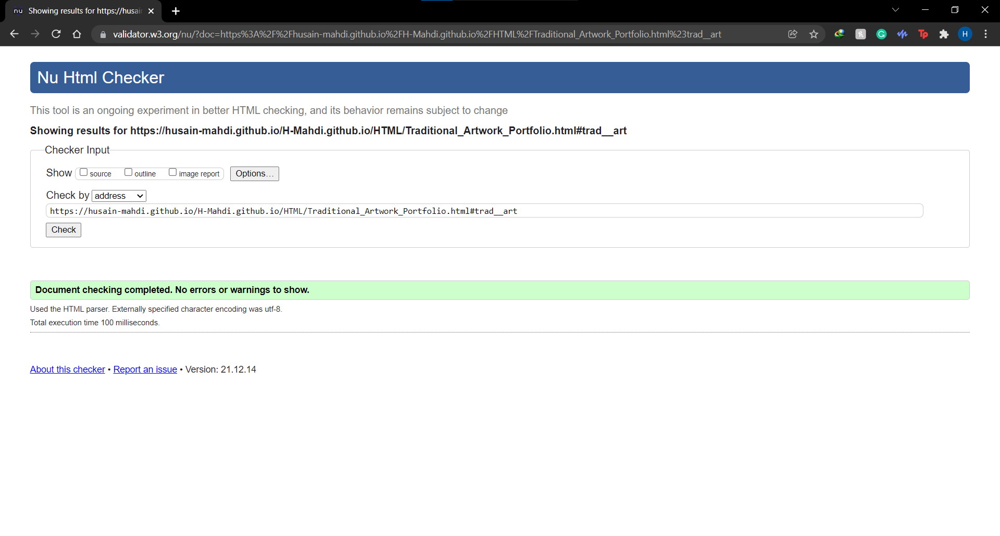 nu Showing results for https://husai
validator.w3.org/nu/?doc=https%3A%2F%2Fhusain-mahdi.github.io%2FH-Mahdi.github.io%2FHTML%2FTraditional_Artwork_Portfolio.html%23trad__art
G
Tp
H
Nu Html Checker
This tool is an ongoing experiment in better HTML checking, and its behavior remains subject to change
Showing results for https://husain-mahdi.github.io/H-Mahdi.github.io/HTML/Traditional_Artwork_Portfolio.html#trad__art
Checker Input
Show source outline image report Options…
Check by address
https://husain-mahdi.github.io/H-Mahdi.github.io/HTML/Traditional_Artwork_Portfolio.html#trad__art
Check
Document checking completed. No errors or warnings to show.
Used the HTML parser. Externally specified character encoding was utf-8.
Total execution time 100 milliseconds.
About this checker • Report an issue • Version: 21.12.14